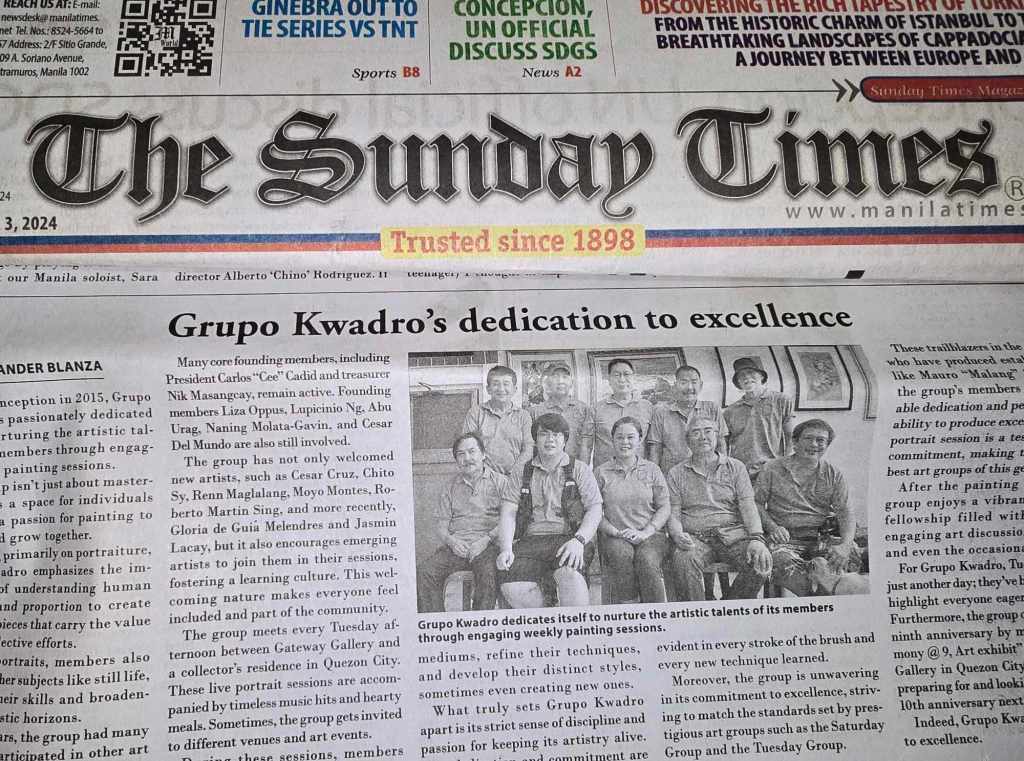 REACH US AT: E-mail:
newsdesk@ manilatimes.
net Tel. Nos.: 8524-5664 to
67 Address: 2/F Sitio Grande,
09 A. Soriano Avenue,
tramuros, Manila 1002
GINEBRA OUT TO
TIE SERIES VS TNT
Sports B8
CONCEPCION,
UN OFFICIAL
DISCUSS SDGS
News A2
DISCOVERING THE RICH TAPESTRY OF
FROM THE HISTORIC CHARM OF ISTANBUL TO
BREATHTAKING LANDSCAPES OF CAPPADOCIA
A JOURNEY BETWEEN EUROPE AND
Sunday Times Magaz
The Sunday Times®
www.manilatimes
24
3, 2024
Trusted since 1898
our Manila soloist, Sara
director Alberto 'Chino' Rodriguez. It
Grupo Kwadro's dedication to excellence
ANDER BLANZA
nception in 2015, Grupo
s passionately dedicated
rturing the artistic tal-
members through engag-
painting sessions.
p isn't just about master-
s a space for individuals
a passion for painting to
d grow together.
primarily on portraiture,
adro emphasizes the im-
of understanding human
and proportion to create
pieces that carry the value
lective efforts.
portraits, members also
her subjects like still life,
heir skills and broaden-
stic horizons.
ars, the group had many
articipated in other art
Many core founding members, including
President Carlos "Cee" Cadid and treasurer
Nik Masangcay, remain active. Founding
members Liza Oppus, Lupicinio Ng, Abu
Urag, Naning Molata-Gavin, and Cesar
Del Mundo are also still involved.
The group has not only welcomed
new artists, such as Cesar Cruz, Chito
Sy, Renn Maglalang, Moyo Montes, Ro-
berto Martin Sing, and more recently,
Gloria de Guia Melendres and Jasmin
Lacay, but it also encourages emerging
artists to join them in their sessions,
fostering a learning culture. This wel-
coming nature makes everyone feel
included and part of the community.
The group meets every Tuesday af-
ternoon between Gateway Gallery and
a collector's residence in Quezon City.
These live portrait sessions are accom-
panied by timeless music hits and hearty
meals. Sometimes, the group gets invited
to different venues and art events.
During these sessions, members
Grupo Kwadro dedicates itself to nurture the artistic talents of its members
through engaging weekly painting sessions.
mediums, refine their techniques,
and develop their distinct styles,
sometimes even creating new ones.
What truly sets Grupo Kwadro
apart is its strict sense of discipline and
passion for keeping its artistry alive.
and commitment are
evident in every stroke of the brush and
every new technique learned.
Moreover, the group is unwavering
in its commitment to excellence, striv-
ing to match the standards set by pres-
tigious art groups such as the Saturday
Group and the Tuesday Group.
These trailblazers in the
who have produced estab
like Mauro "Malang"
the group's members
able dedication and pe
ability to produce exce
portrait session is a tes
commitment, making t
best art groups of this ge
After the painting
group enjoys a vibran
fellowship filled with
engaging art discussio
and even the occasiona
For Grupo Kwadro, Tu
just another day; they've b
highlight everyone eager
Furthermore, the group c
ninth anniversary by m
mony @ 9, Art exhibit"
Gallery in Quezon City
preparing for and looki
10th anniversary next
Indeed, Grupo Kwa
to excellence.